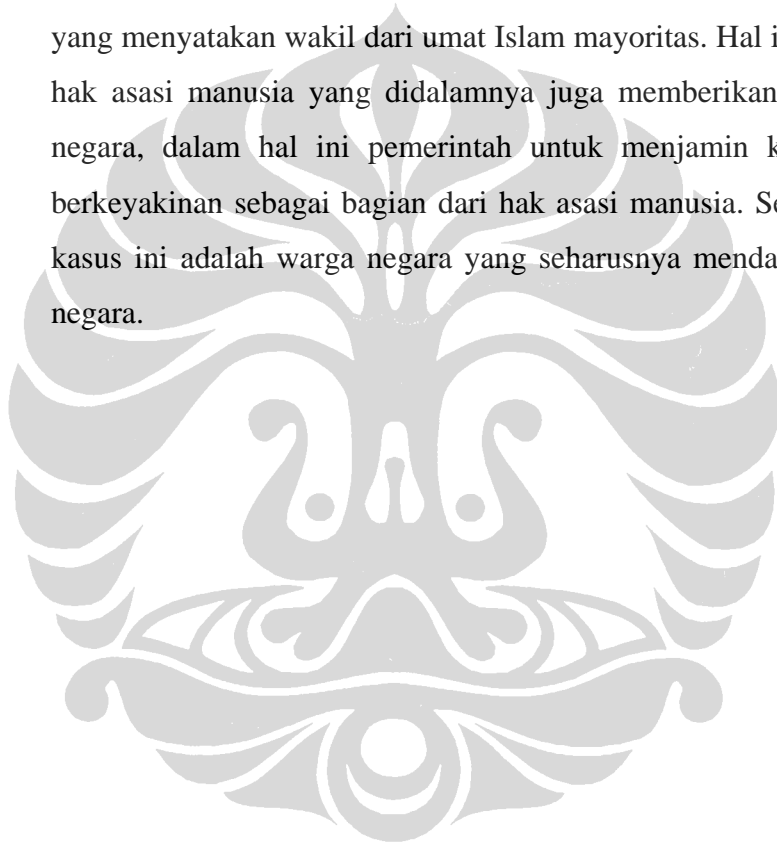 yang menyatakan wakil dari umat Islam mayoritas. Hal i
hak asasi manusia yang didalamnya juga memberikan
negara, dalam hal ini pemerintah untuk menjamin k
berkeyakinan sebagai bagian dari hak asasi manusia. Se
kasus ini adalah warga negara yang seharusnya menda
negara.